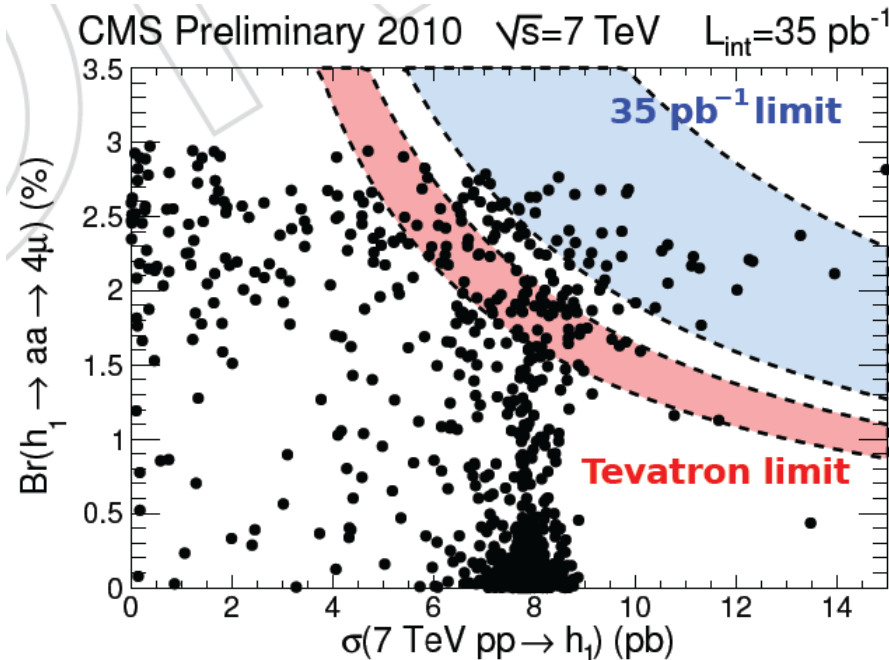 CMS Preliminary 2010 √s=7 TeV L_int=35 pb⁻¹
35 pb⁻¹ limit
Tevatron limit
Br(h₁ → aa → 4μ) (%)
3.5
3
2.5
2
1.5
1
0.5
0
0 2 4 6 8 10 12 14
σ(7 TeV pp → h₁) (pb)